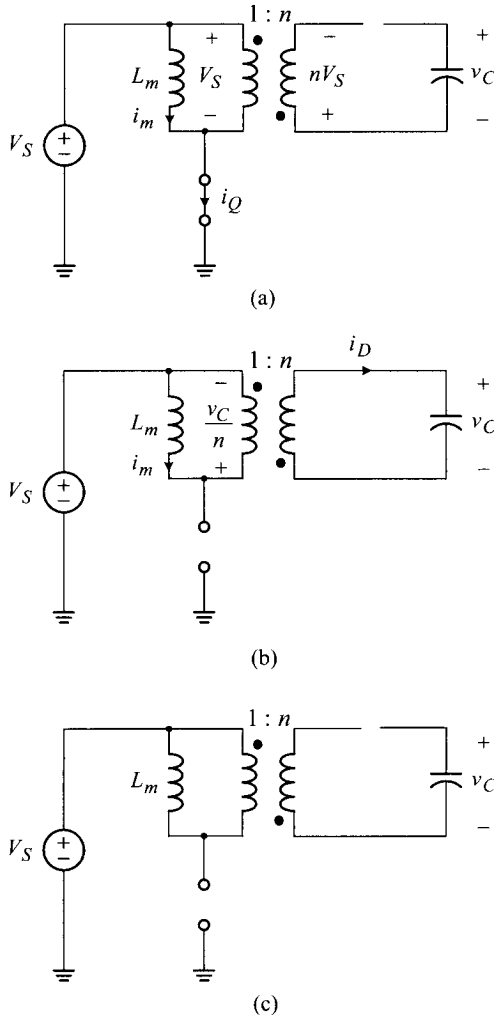 1 : n
+
−
+
L_m
V_S
nV_S
v_C
i_m
−
+
−
V_S
+
−
i_Q
(a)
1 : n
i_D
−
+
L_m
v_C
n
v_C
i_m
+
−
V_S
+
−
(b)
1 : n
+
L_m
v_C
−
V_S
+
−
(c)